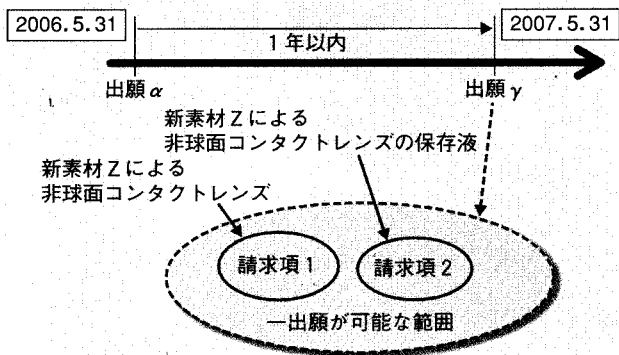 2006.5.31
2007.5.31
1年以内
出願α
出願γ
新素材Zによる
非球面コンタクトレンズの保存液
新素材Zによる
非球面コンタクトレンズ
請求項1
請求項2
一出願が可能な範囲